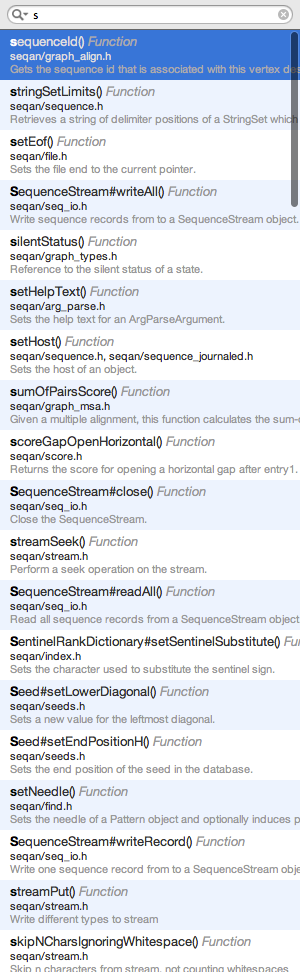 s
sequenceId() Function
seqan/graph_align.h
Gets the sequence id that is associated with this vertex des
stringSetLimits() Function
seqan/sequence.h
Retrieves a string of delimiter positions of a StringSet which
setEof() Function
seqan/file.h
Sets the file end to the current pointer.
SequenceStream#writeAll() Function
seqan/seq_io.h
Write sequence records from to a SequenceStream object.
silentStatus() Function
seqan/graph_types.h
Reference to the silent status of a state.
setHelpText() Function
seqan/arg_parse.h
Sets the help text for an ArgParseArgument.
setHost() Function
seqan/sequence.h, seqan/sequence_journaled.h
Sets the host of an object.
sumOfPairsScore() Function
seqan/graph_msa.h
Given a multiple alignment, this function calculates the sum-o
scoreGapOpenHorizontal() Function
seqan/score.h
Returns the score for opening a horizontal gap after entry1.
SequenceStream#close() Function
seqan/seq_io.h
Close the SequenceStream.
streamSeek() Function
seqan/stream.h
Perform a seek operation on the stream.
SequenceStream#readAll() Function
seqan/seq_io.h
Read all sequence records from a SequenceStream object
SentinelRankDictionary#setSentinelSubstitute() Fu
seqan/index.h
Sets the character used to substitute the sentinel sign.
Seed#setLowerDiagonal() Function
seqan/seeds.h
Sets a new value for the leftmost diagonal.
Seed#setEndPositionH() Function
seqan/seeds.h
Sets the end position of the seed in the database.
setNeedle() Function
seqan/find.h
Sets the needle of a Pattern object and optionally induces p
SequenceStream#writeRecord() Function
seqan/seq_io.h
Write one sequence record from to a SequenceStream obje
streamPut() Function
seqan/stream.h
Write different types to stream
skipNCharsIgnoringWhitespace() Function
seqan/stream.h
Skip n characters from stream, not counting whitespaces.